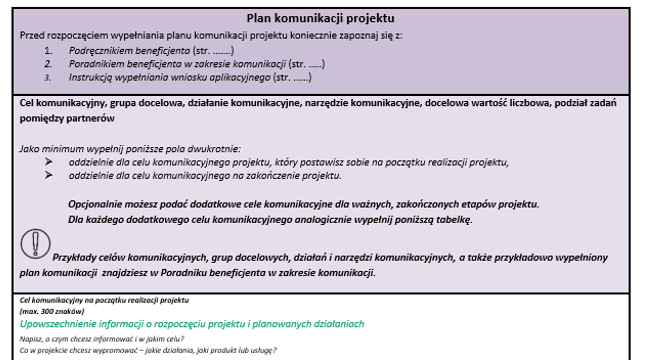 Plan komunikacji projektu
Przed rozpoczęciem wypełniania planu komunikacji projektu koniecznie zapoznaj się z:
1. Podręcznikiem beneficjenta (str. .......)
2. Poradnikiem beneficjenta w zakresie komunikacji (str. .....)
3. Instrukcją wypełniania wniosku aplikacyjnego (str. ......)
Cel komunikacyjny, grupa docelowa, działanie komunikacyjne, narzędzie komunikacyjne, docelowa wartość liczbowa, podział zadań
pomiędzy partnerów
Jako minimum wypełnij poniższe pola dwukrotnie:
➤ oddzielnie dla celu komunikacyjnego projektu, który postawisz sobie na początku realizacji projektu,
➤ oddzielnie dla celu komunikacyjnego na zakończenie projektu.
Opcjonalnie możesz podać dodatkowe cele komunikacyjne dla ważnych, zakończonych etapów projektu.
Dla każdego dodatkowego celu komunikacyjnego analogicznie wypełnij poniższą tabelkę.
Przykłady celów komunikacyjnych, grup docelowych, działań i narzędzi komunikacyjnych, a także przykładowo wypełniony
plan komunikacji znajdziesz w Poradniku beneficjenta w zakresie komunikacji.
Cel komunikacyjny na początku realizacji projektu
(max. 300 znaków)
Upowszechnienie informacji o rozpoczęciu projektu i planowanych działaniach
Napisz, o czym chcesz informować i w jakim celu?
Co w projekcie chcesz wypromować – jakie działania, jaki produkt lub usługę?